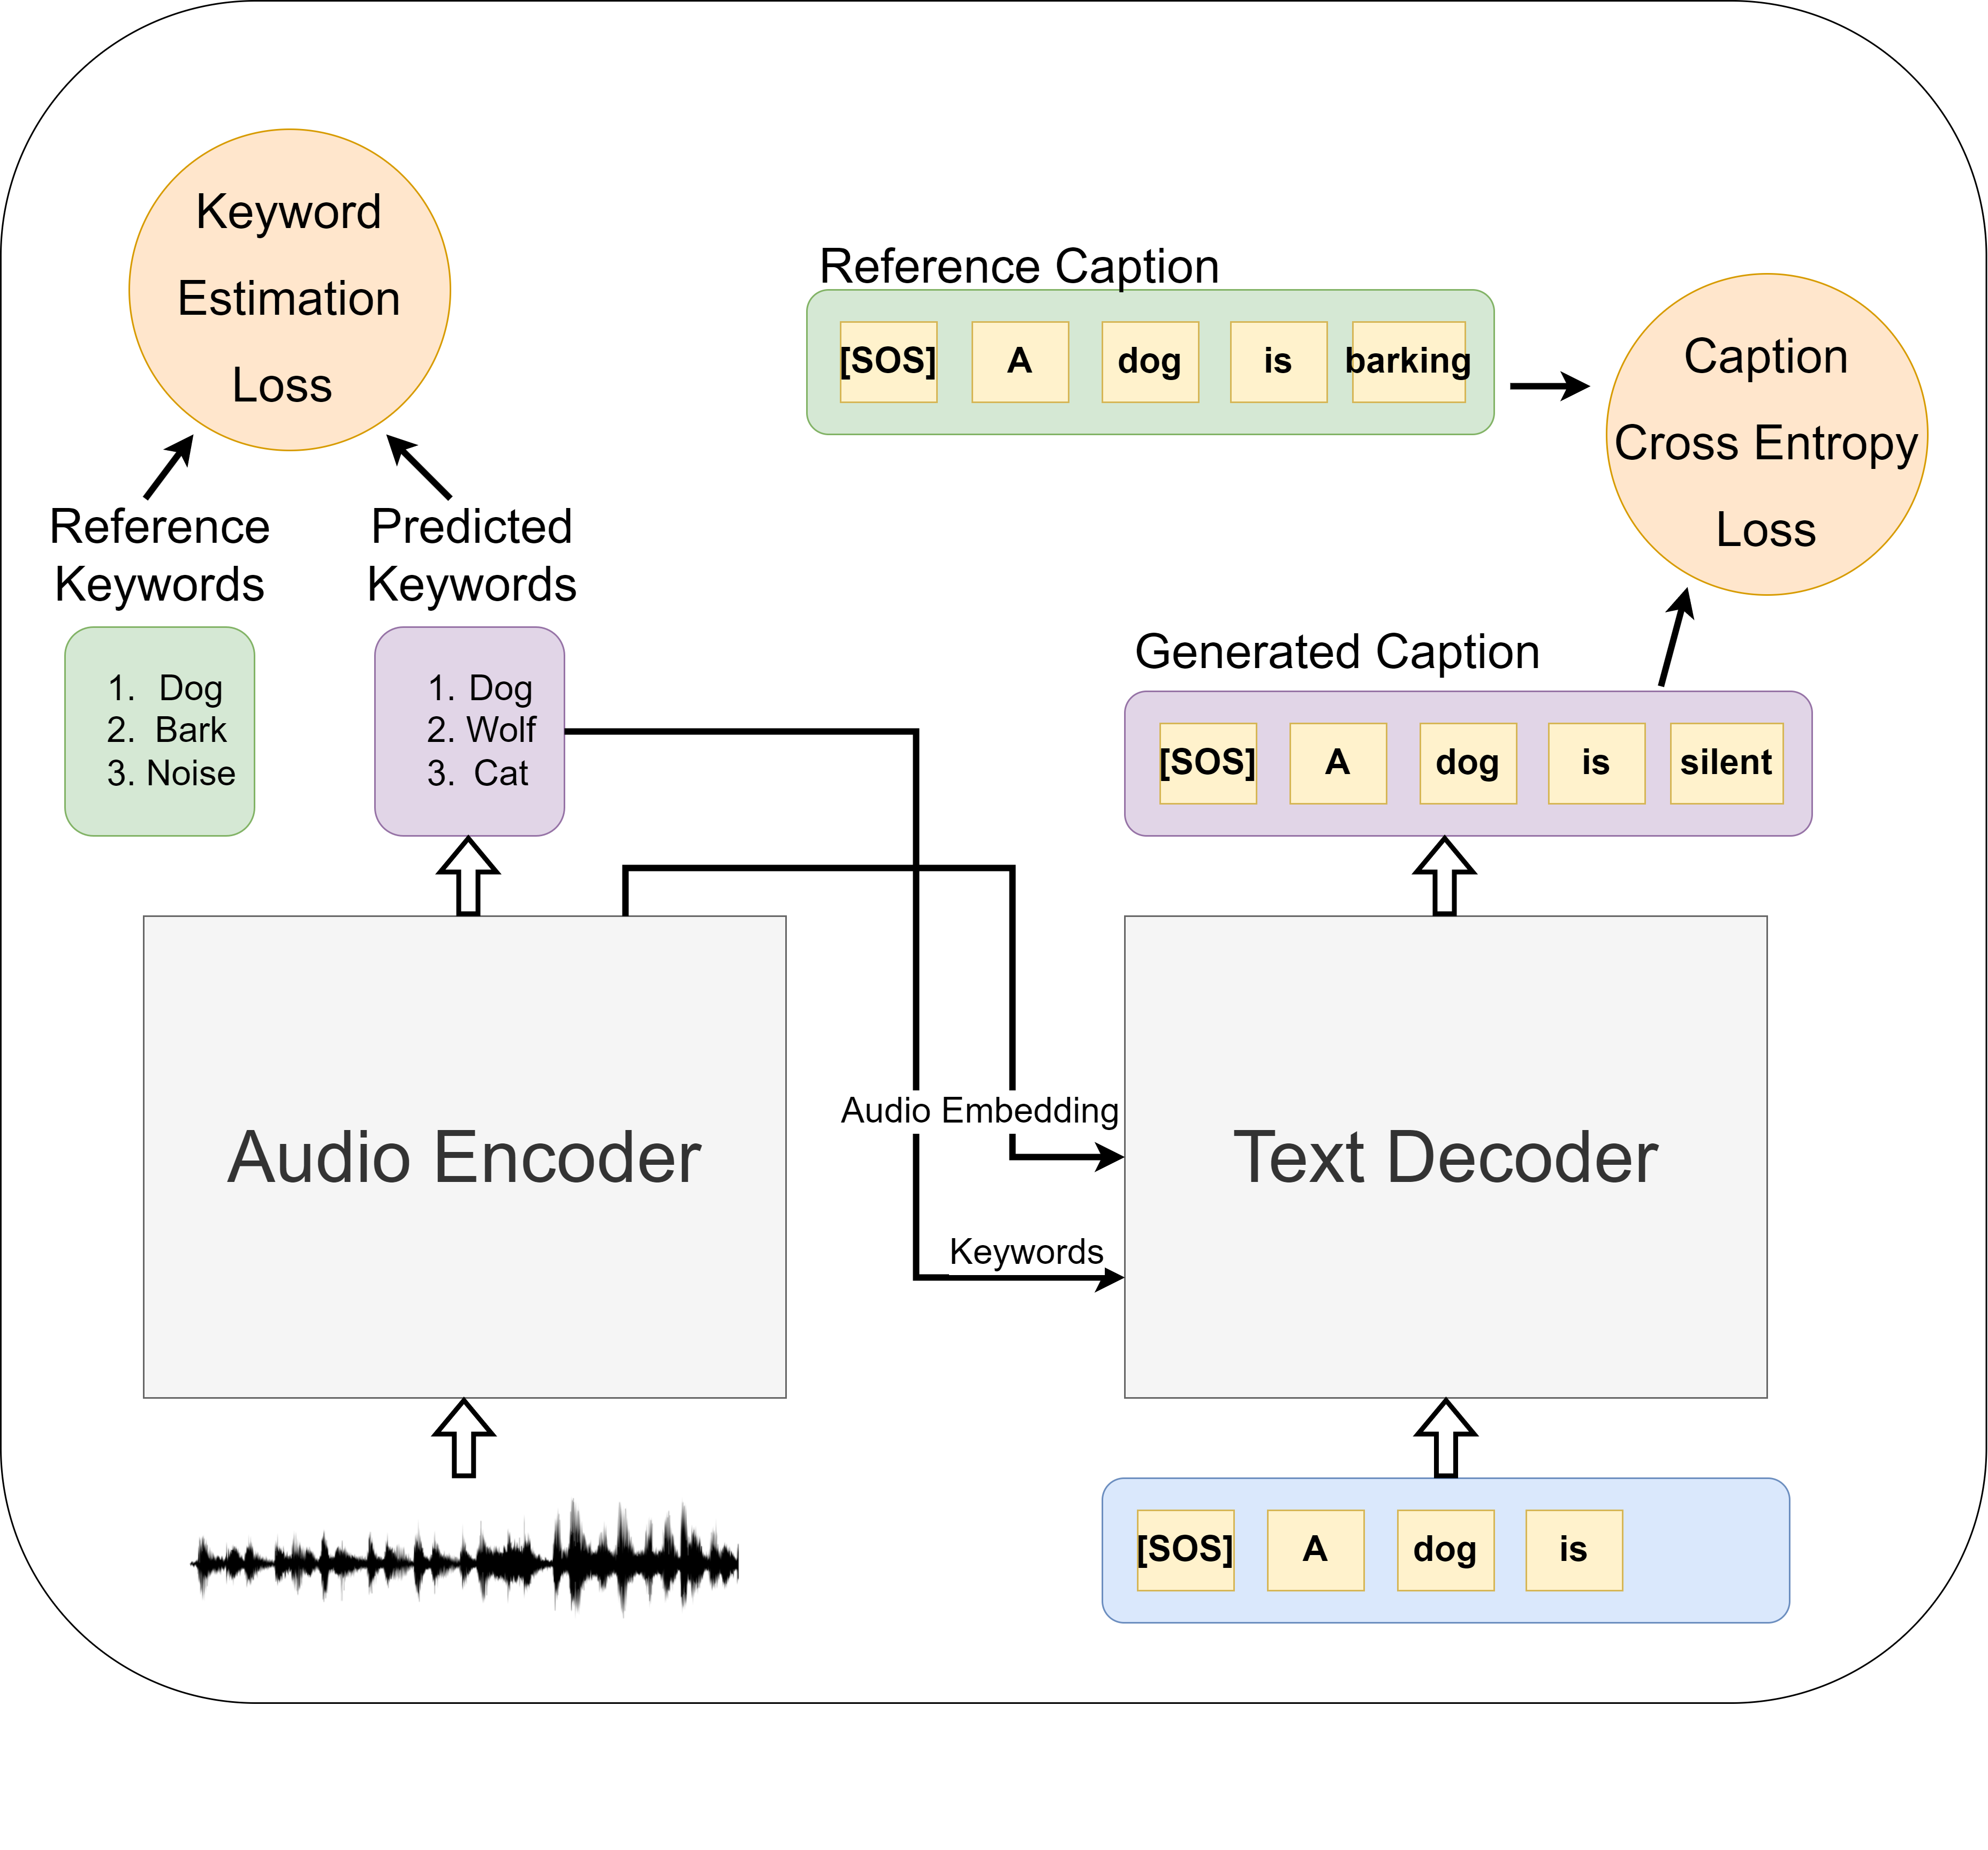 Keyword
Estimation
Loss
Reference Caption
[SOS] A dog is barking
Caption
Cross Entropy
Loss
Reference
Keywords
Predicted
Keywords
1. Dog
2. Bark
3. Noise
1. Dog
2. Wolf
3. Cat
Generated Caption
[SOS] A dog is silent
Audio Encoder
Audio Embedding
Keywords
Text Decoder
[SOS] A dog is